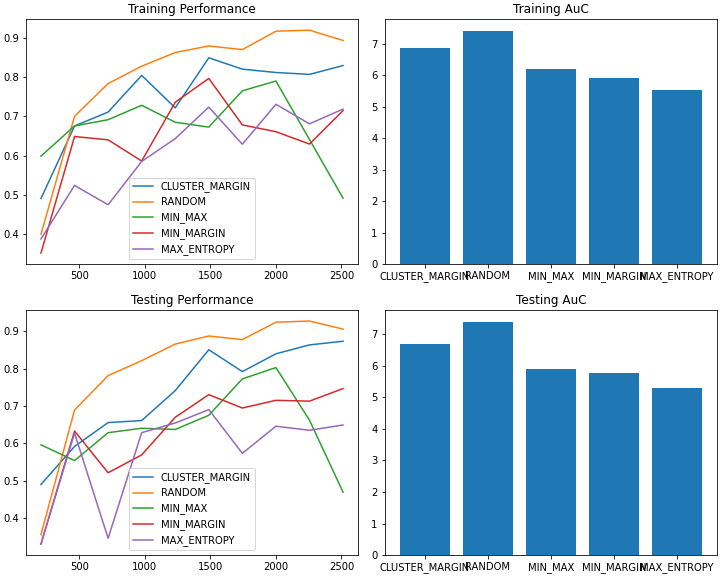 Training Performance
0.9
0.8
0.7
0.6
0.5
0.4
500
1000
1500
2000
2500
CLUSTER_MARGIN
RANDOM
MIN_MAX
MIN_MARGIN
MAX_ENTROPY
Training AuC
7
6
5
4
3
2
1
0
CLUSTER_MARGIN
RANDOM
MIN_MAX
MIN_MARGIN
MAX_ENTROPY
Testing Performance
0.9
0.8
0.7
0.6
0.5
0.4
500
1000
1500
2000
2500
CLUSTER_MARGIN
RANDOM
MIN_MAX
MIN_MARGIN
MAX_ENTROPY
Testing AuC
7
6
5
4
3
2
1
0
CLUSTER_MARGIN
RANDOM
MIN_MAX
MIN_MARGIN
MAX_ENTROPY